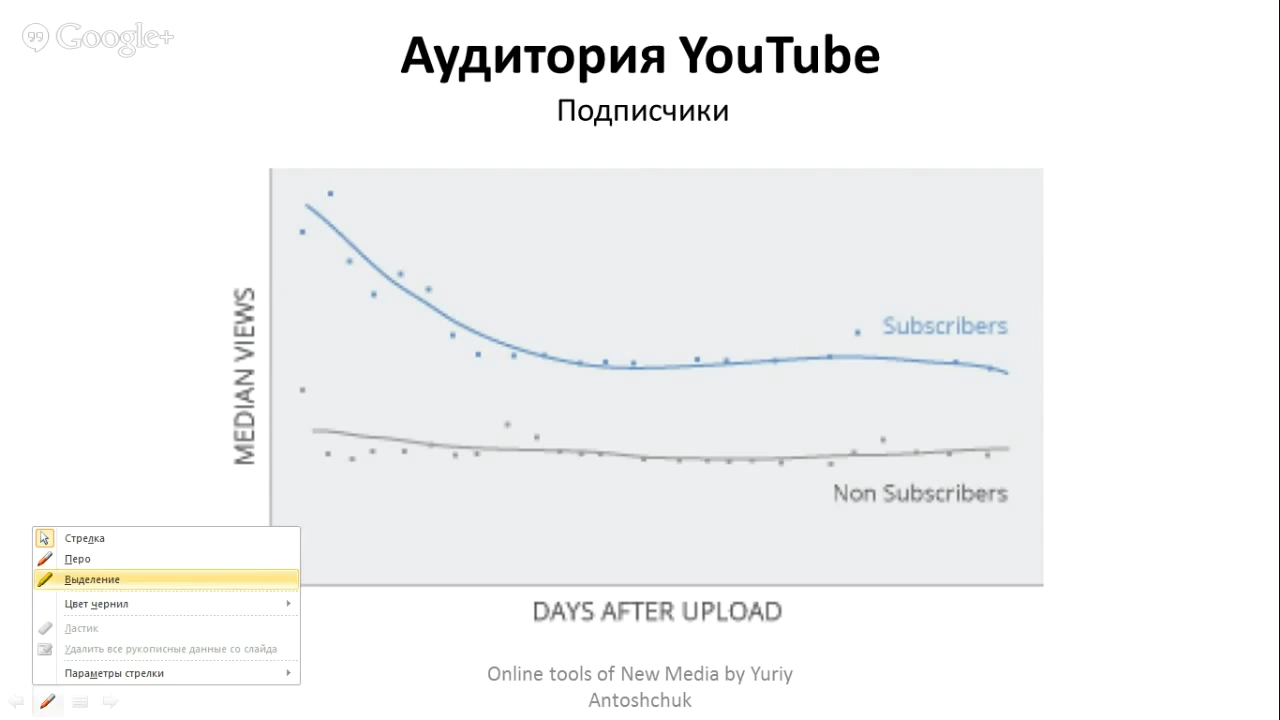 Google+
Аудитория YouTube
Подписчики
MEDIAN VIEWS
Subscribers
Non Subscribers
DAYS AFTER UPLOAD
Стрелка
Перо
Выделение
Цвет чернил
Ластик
Удалить все рукописные данные со слайда
Параметры стрелки
Online tools of New Media by Yuriy
Antoshchuk